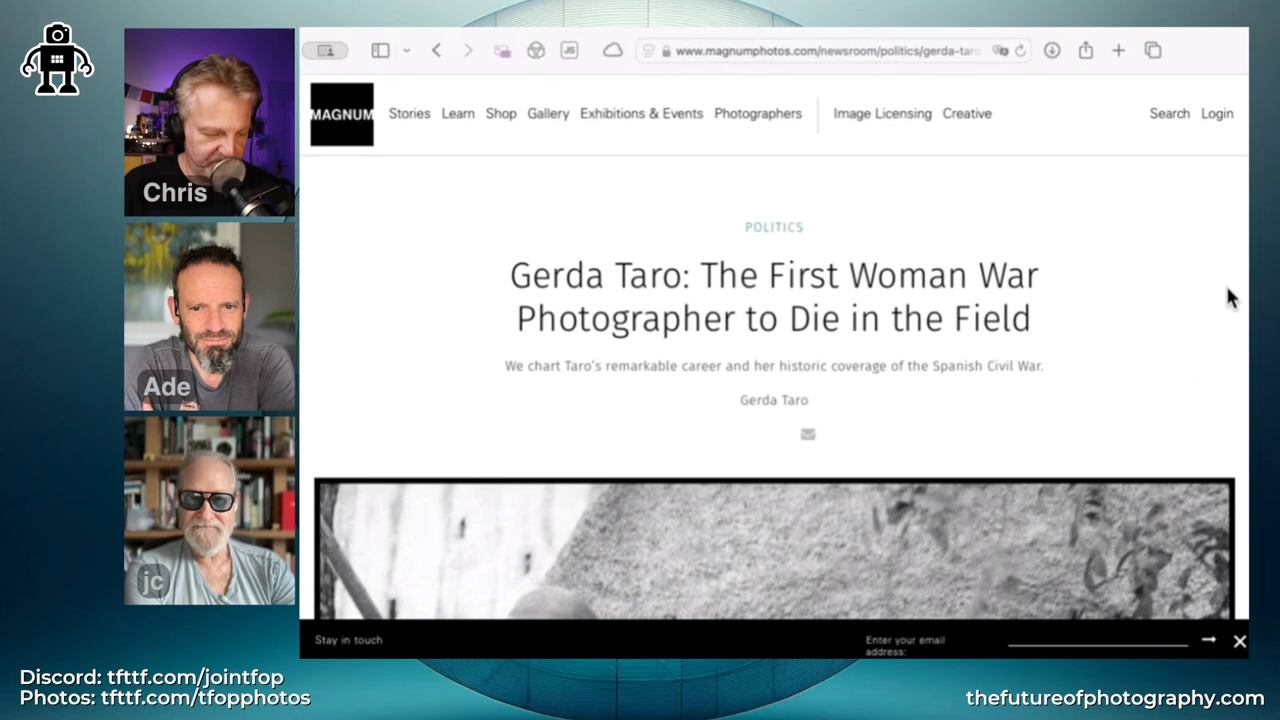 Chris
Ade
jc
www.magnumphotos.com/newsroom/politics/gerda-taro
JS
MAGNUM
Stories Learn Shop Gallery Exhibitions & Events Photographers Image Licensing Creative Search Login
POLITICS
Gerda Taro: The First Woman War
Photographer to Die in the Field
We chart Taro's remarkable career and her historic coverage of the Spanish Civil War.
Gerda Taro
Stay in touch
Enter your email
address:
Discord: tfttf.com/jointfop
Photos: tfttf.com/tfopphotos
thefutureofphotography.com